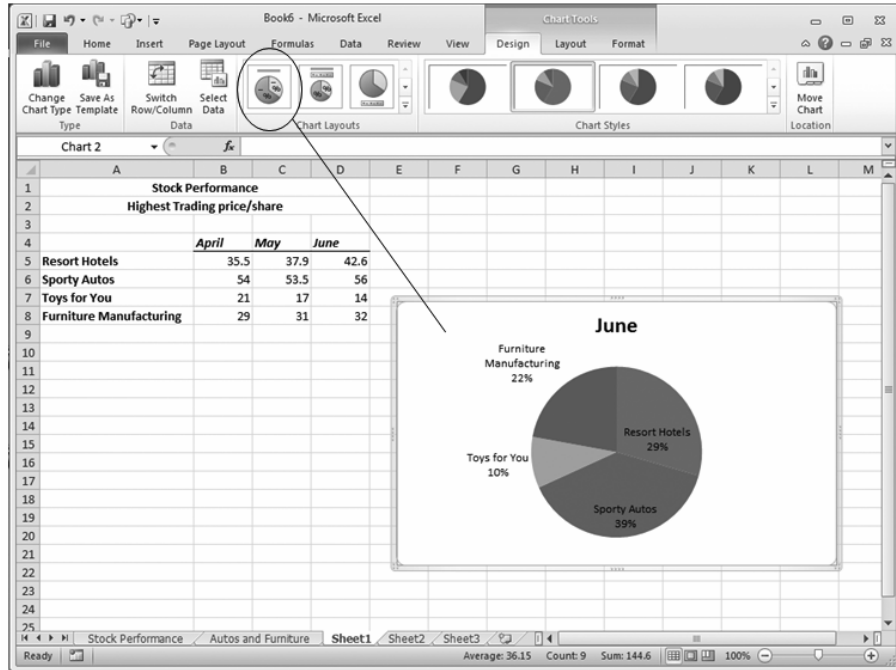 Book6 - Microsoft Excel
Chart Tools
File Home Insert Page Layout Formulas Data Review View Design Layout Format
Change Chart Type
Save As Template
Switch Row/Column
Select Data
Move Chart
Type Data Chart Layouts Chart Styles Location
Chart 2 fx
A B C D E F G H I J K L M
1 Stock Performance
2 Highest Trading price/share
3
4 April May June
5 Resort Hotels 35.5 37.9 42.6
6 Sporty Autos 54 53.5 56
7 Toys for You 21 17 14
8 Furniture Manufacturing 29 31 32
9
10
11
12
13
14
15
16
17
18
19
20
21
22
23
24
25
June
Furniture
Manufacturing
22%
Resort Hotels
29%
Toys for You
10%
Sporty Autos
39%
Stock Performance Autos and Furniture Sheet1 Sheet2 Sheet3
Ready Average: 36.15 Count: 9 Sum: 144.6 100%